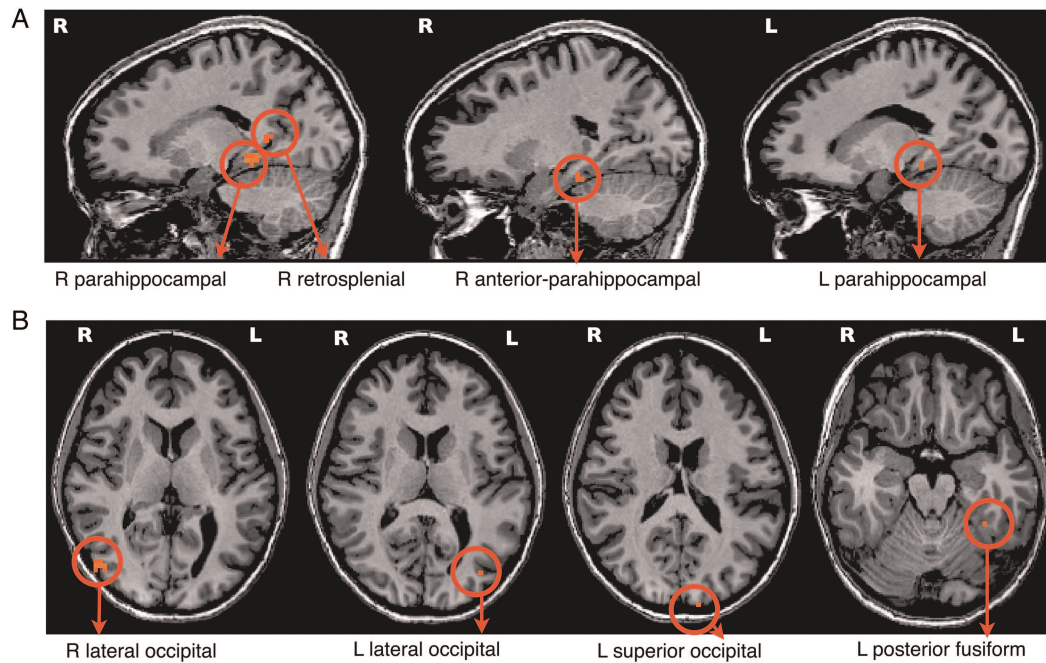 A
R
R
L
R parahippocampal
R retrosplenial
R anterior-parahippocampal
L parahippocampal
B
R
L
R
L
R
L
R
L
R lateral occipital
L lateral occipital
L superior occipital
L posterior fusiform